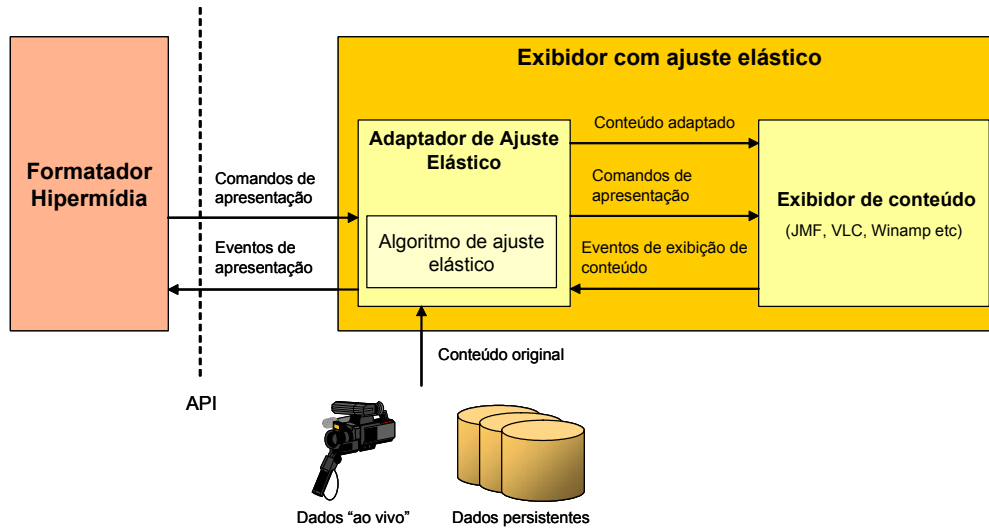 Exibidor com ajuste elástico
Formatador
Hipermídia
Comandos de
apresentação
Eventos de
apresentação
API
Adaptador de Ajuste
Elástico
Algoritmo de ajuste
elástico
Conteúdo adaptado
Comandos de
apresentação
Eventos de exibição de
conteúdo
Exibidor de conteúdo
(JMF, VLC, Winamp etc)
Conteúdo original
Dados “ao vivo”
Dados persistentes